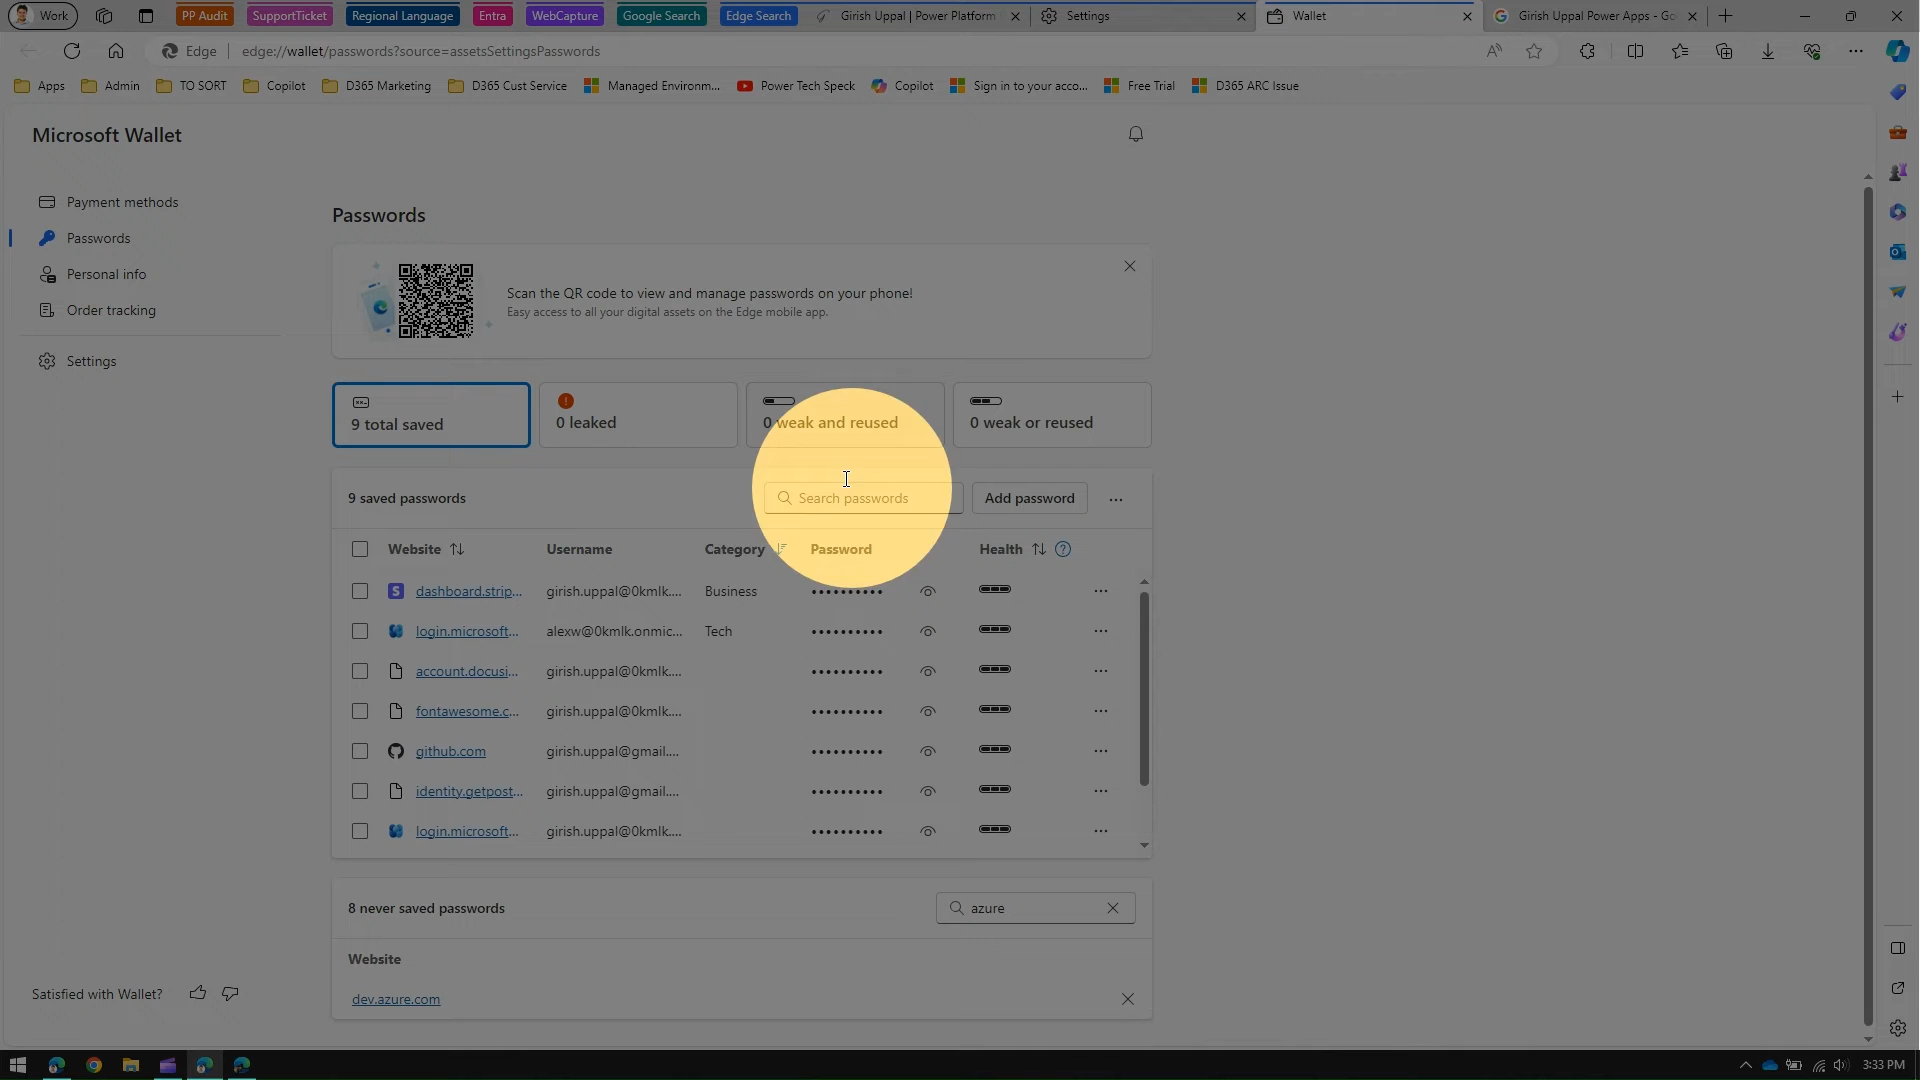 Work
PP Audit
SupportTicket
Regional Language
Entra
WebCapture
Google Search
Edge Search
Girish Uppal | Power Platform
Settings
Wallet
Girish Uppal Power Apps - Go
Edge
edge://wallet/passwords?source=assetsSettingsPasswords
Apps
Admin
TO SORT
Copilot
D365 Marketing
D365 Cust Service
Managed Environm...
Power Tech Speck
Copilot
Sign in to your acco...
Free Trial
D365 ARC Issue
Microsoft Wallet
Payment methods
Passwords
Personal info
Order tracking
Settings
Passwords
Scan the QR code to view and manage passwords on your phone!
Easy access to all your digital assets on the Edge mobile app.
9 total saved
0 leaked
0 weak and reused
0 weak or reused
9 saved passwords
Search passwords
Add password
Website Username Category Password Health
dashboard.strip... girish.uppal@0kmlk.... Business ••••••••••
login.microsoft... alexw@0kmlk.onmic... Tech ••••••••••
account.docusi... girish.uppal@0kmlk.... ••••••••••
fontawesome.c... girish.uppal@0kmlk.... ••••••••••
github.com girish.uppal@gmail.... ••••••••••
identity.getpost... girish.uppal@gmail.... ••••••••••
login.microsoft... girish.uppal@0kmlk.... ••••••••••
8 never saved passwords
azure
Website
dev.azure.com
Satisfied with Wallet?
3:33 PM